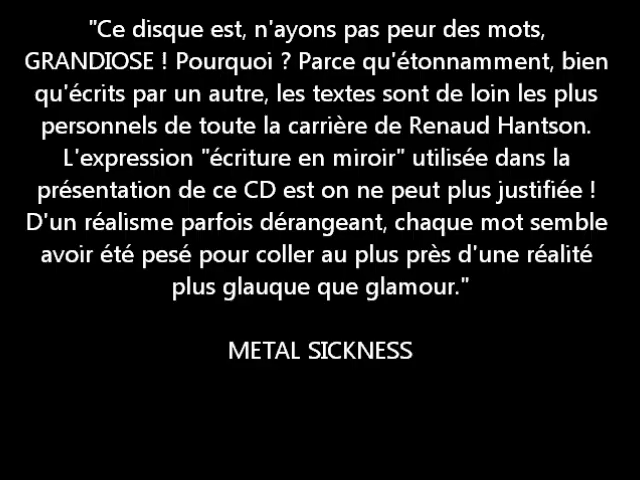 "Ce disque est, n'ayons pas peur des mots,
GRANDIOSE ! Pourquoi ? Parce qu'étonnamment, bien
qu'écrits par un autre, les textes sont de loin les plus
personnels de toute la carrière de Renaud Hantson.
L'expression "écriture en miroir" utilisée dans la
présentation de ce CD est on ne peut plus justifiée !
D'un réalisme parfois dérangeant, chaque mot semble
avoir été pesé pour coller au plus près d'une réalité
plus glauque que glamour."
METAL SICKNESS